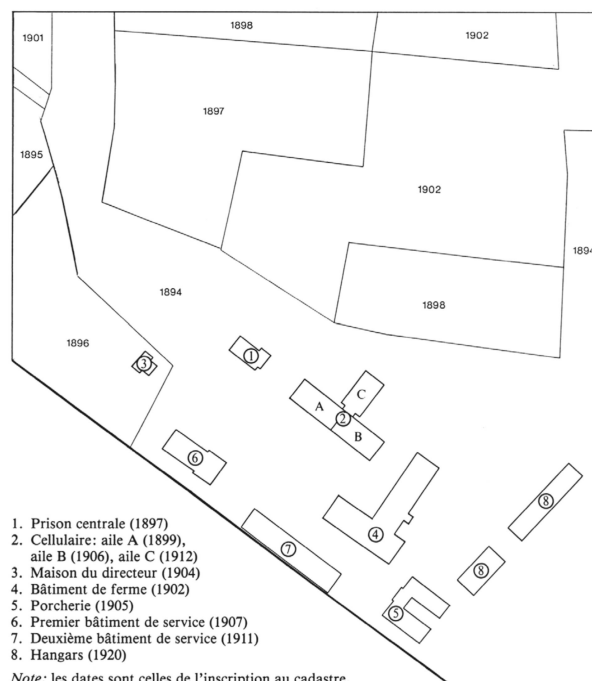 1901
1898
1902
1897
1895
1902
1894
1894
1898
1896
3
1
A
C
2
B
6
8
4
7
8
5
1. Prison centrale (1897)
2. Cellulaire: aile A (1899),
aile B (1906), aile C (1912)
3. Maison du directeur (1904)
4. Bâtiment de ferme (1902)
5. Porcherie (1905)
6. Premier bâtiment de service (1907)
7. Deuxième bâtiment de service (1911)
8. Hangars (1920)
Note: les dates sont celles de l'inscription au cadastre